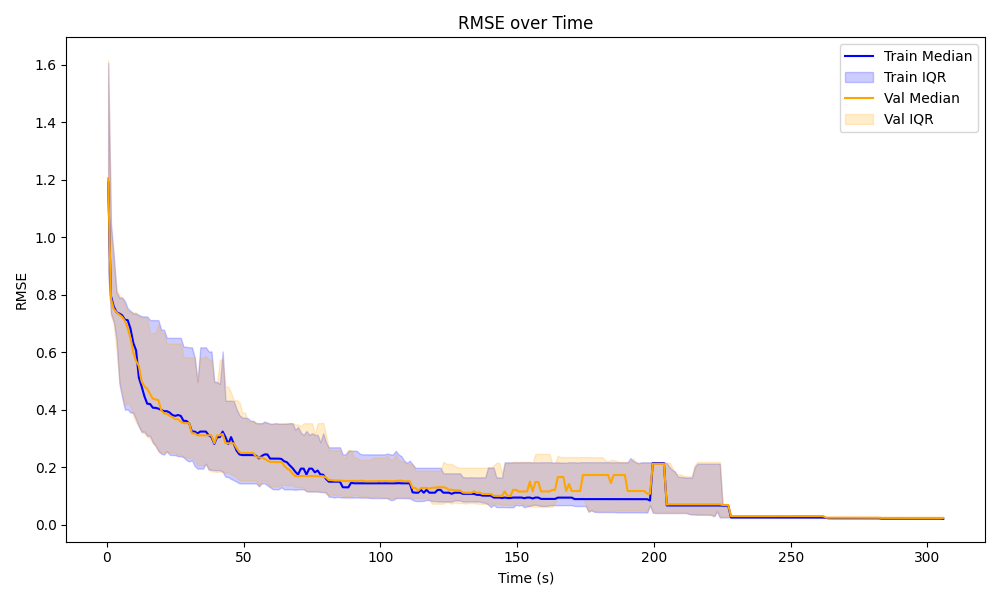 RMSE over Time
Train Median
Train IQR
Val Median
Val IQR
RMSE
1.6
1.4
1.2
1.0
0.8
0.6
0.4
0.2
0.0
0 50 100 150 200 250 300
Time (s)